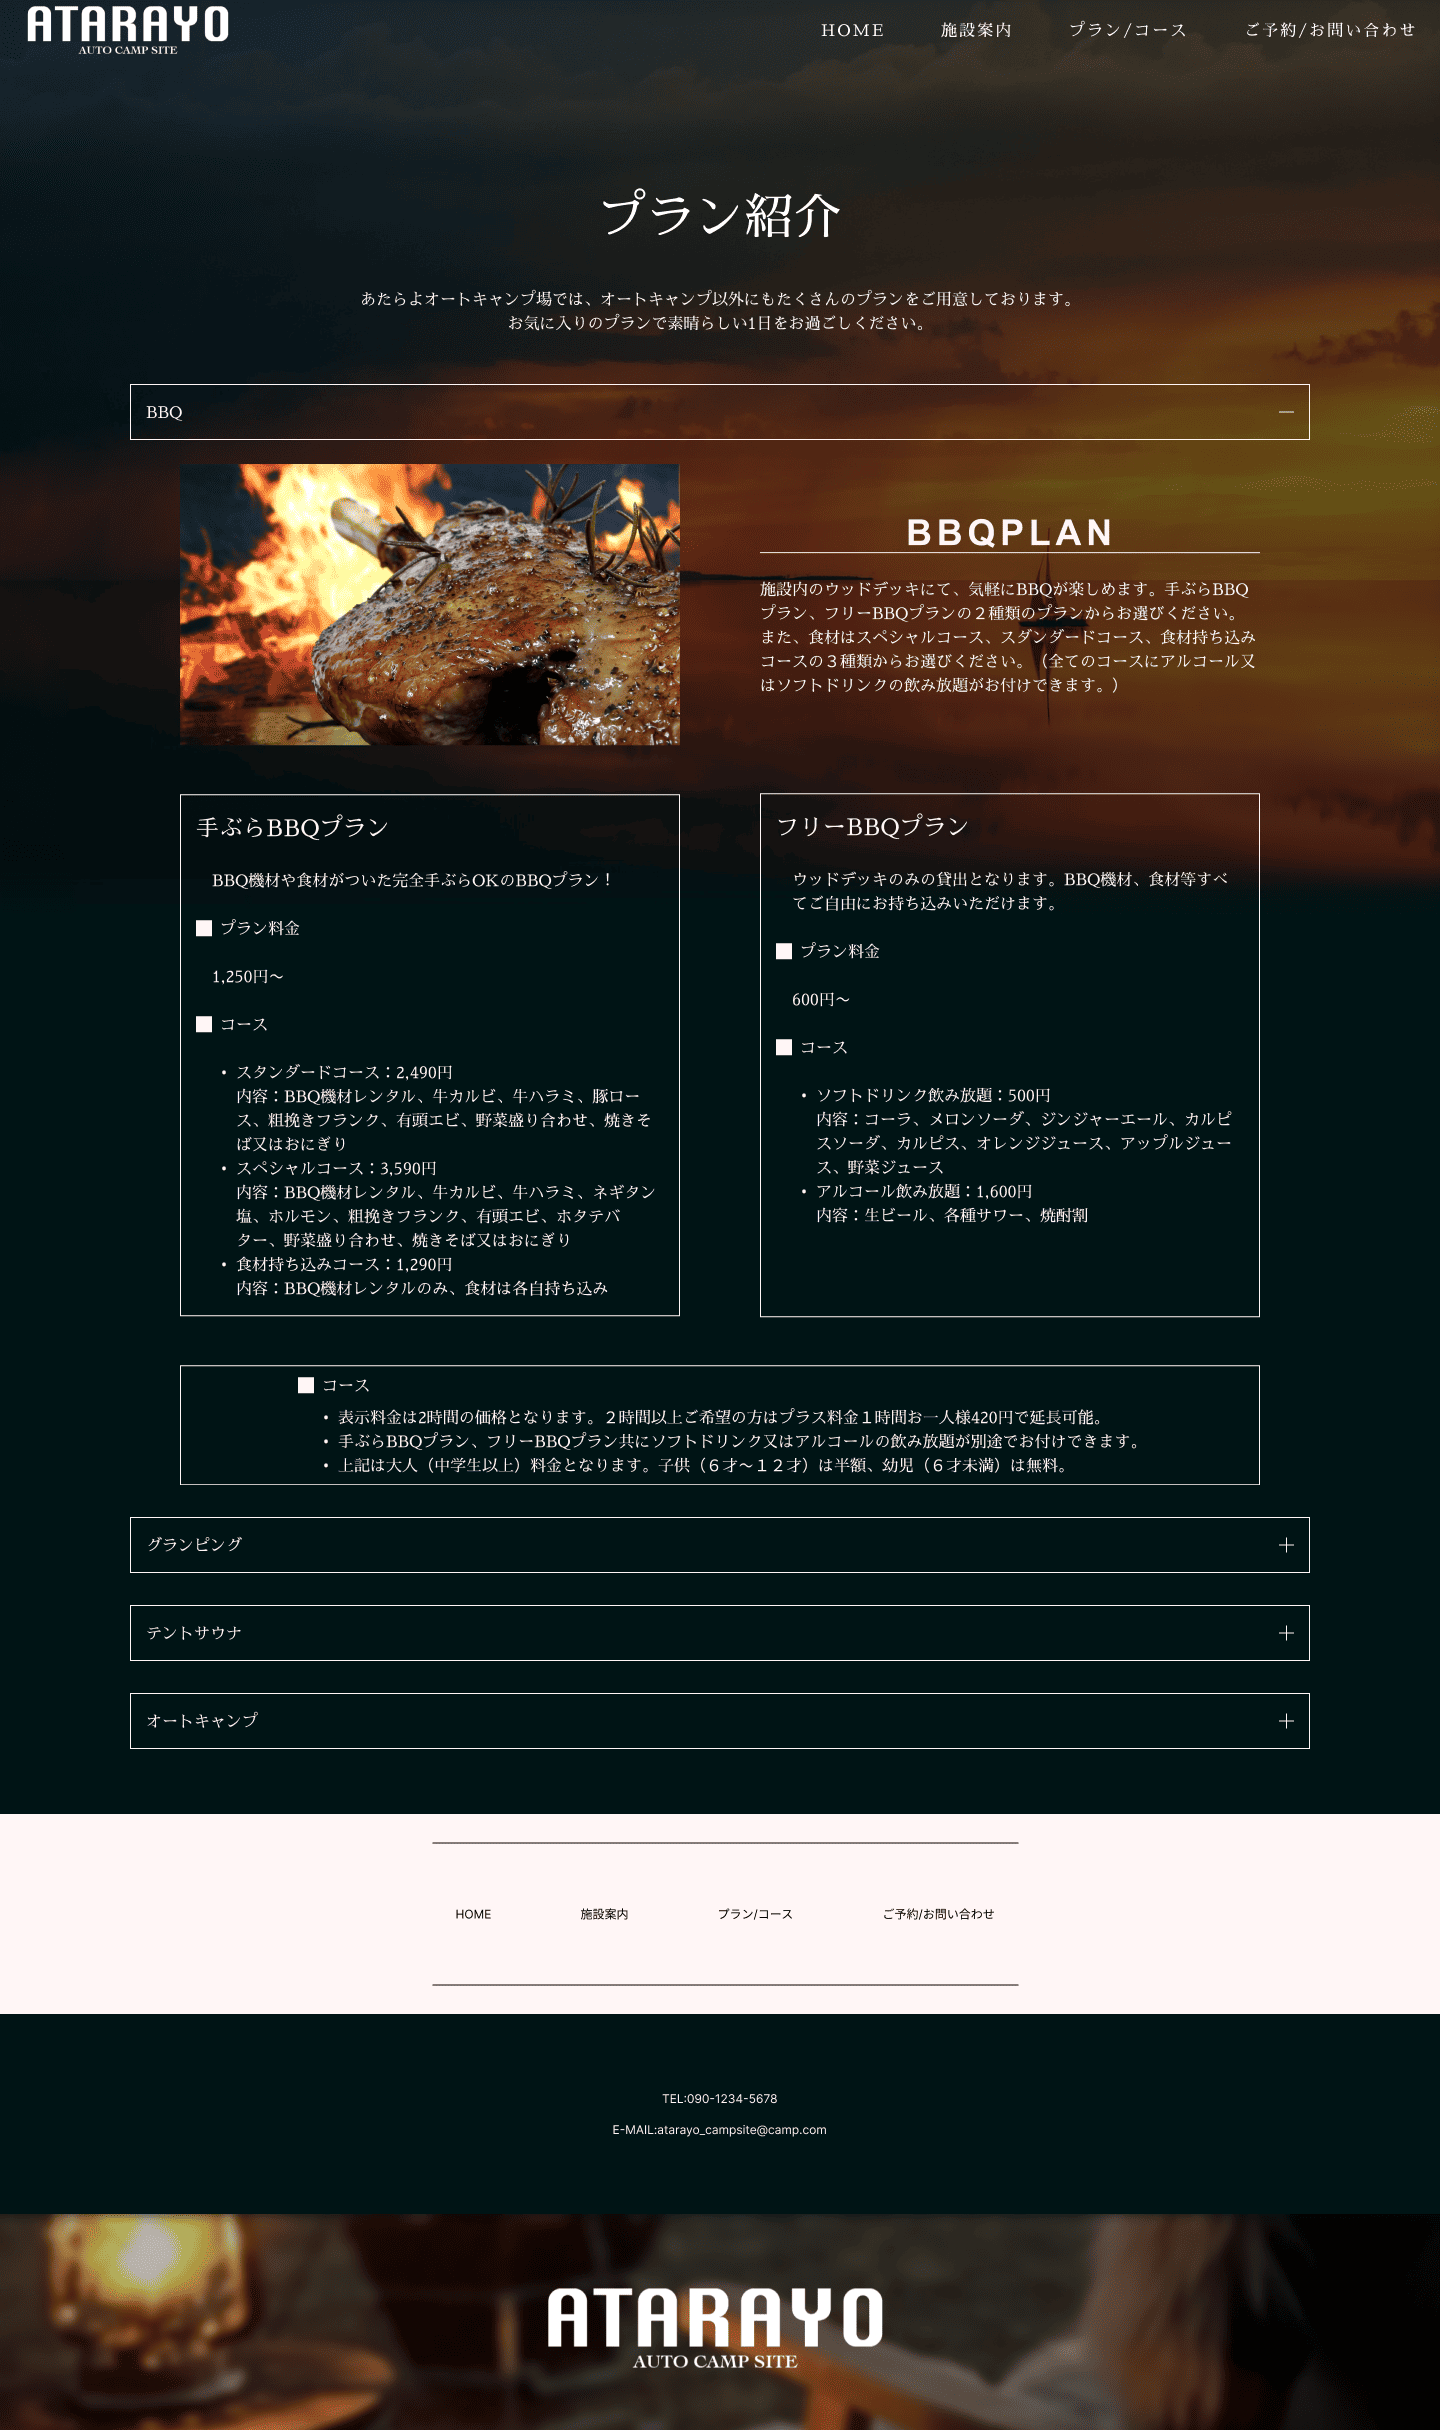 ATARAYO
AUTO CAMP SITE
HOME
施設案内
プラン/コース
ご予約/お問い合わせ
プラン紹介
あたらよオートキャンプ場では、オートキャンプ以外にもたくさんのプランをご用意しております。
お気に入りのプランで素晴らしい1日をお過ごしください。
BBQ
BBQPLAN
施設内のウッドデッキにて、気軽にBBQが楽しめます。手ぶらBBQ
プラン、フリーBBQプランの２種類のプランからお選びください。
また、食材はスペシャルコース、スダンダードコース、食材持ち込み
コースの３種類からお選びください。（全てのコースにアルコール又
はソフトドリンクの飲み放題がお付けできます。）
手ぶらBBQプラン
BBQ機材や食材がついた完全手ぶらOKのBBQプラン！
プラン料金
1,250円〜
コース
・スタンダードコース：2,490円
内容：BBQ機材レンタル、牛カルビ、牛ハラミ、豚ロー
ス、粗挽きフランク、有頭エビ、野菜盛り合わせ、焼きそ
ば又はおにぎり
・スペシャルコース：3,590円
内容：BBQ機材レンタル、牛カルビ、牛ハラミ、ネギタン
塩、ホルモン、粗挽きフランク、有頭エビ、ホタテバ
ター、野菜盛り合わせ、焼きそば又はおにぎり
・食材持ち込みコース：1,290円
内容：BBQ機材レンタルのみ、食材は各自持ち込み
フリーBBQプラン
ウッドデッキのみの貸出となります。BBQ機材、食材等すべ
てご自由にお持ち込みいただけます。
プラン料金
600円〜
コース
・ソフトドリンク飲み放題：500円
内容：コーラ、メロンソーダ、ジンジャーエール、カルピ
スソーダ、カルピス、オレンジジュース、アップルジュー
ス、野菜ジュース
・アルコール飲み放題：1,600円
内容：生ビール、各種サワー、焼酎割
コース
・表示料金は2時間の価格となります。２時間以上ご希望の方はプラス料金１時間お一人様420円で延長可能。
・手ぶらBBQプラン、フリーBBQプラン共にソフトドリンク又はアルコールの飲み放題が別途でお付けできます。
・上記は大人（中学生以上）料金となります。子供（６才〜１２才）は半額、幼児（６才未満）は無料。
グランピング
テントサウナ
オートキャンプ
HOME
施設案内
プラン/コース
ご予約/お問い合わせ
TEL:090-1234-5678
E-MAIL:atarayo_campsite@camp.com
ATARAYO
AUTO CAMP SITE